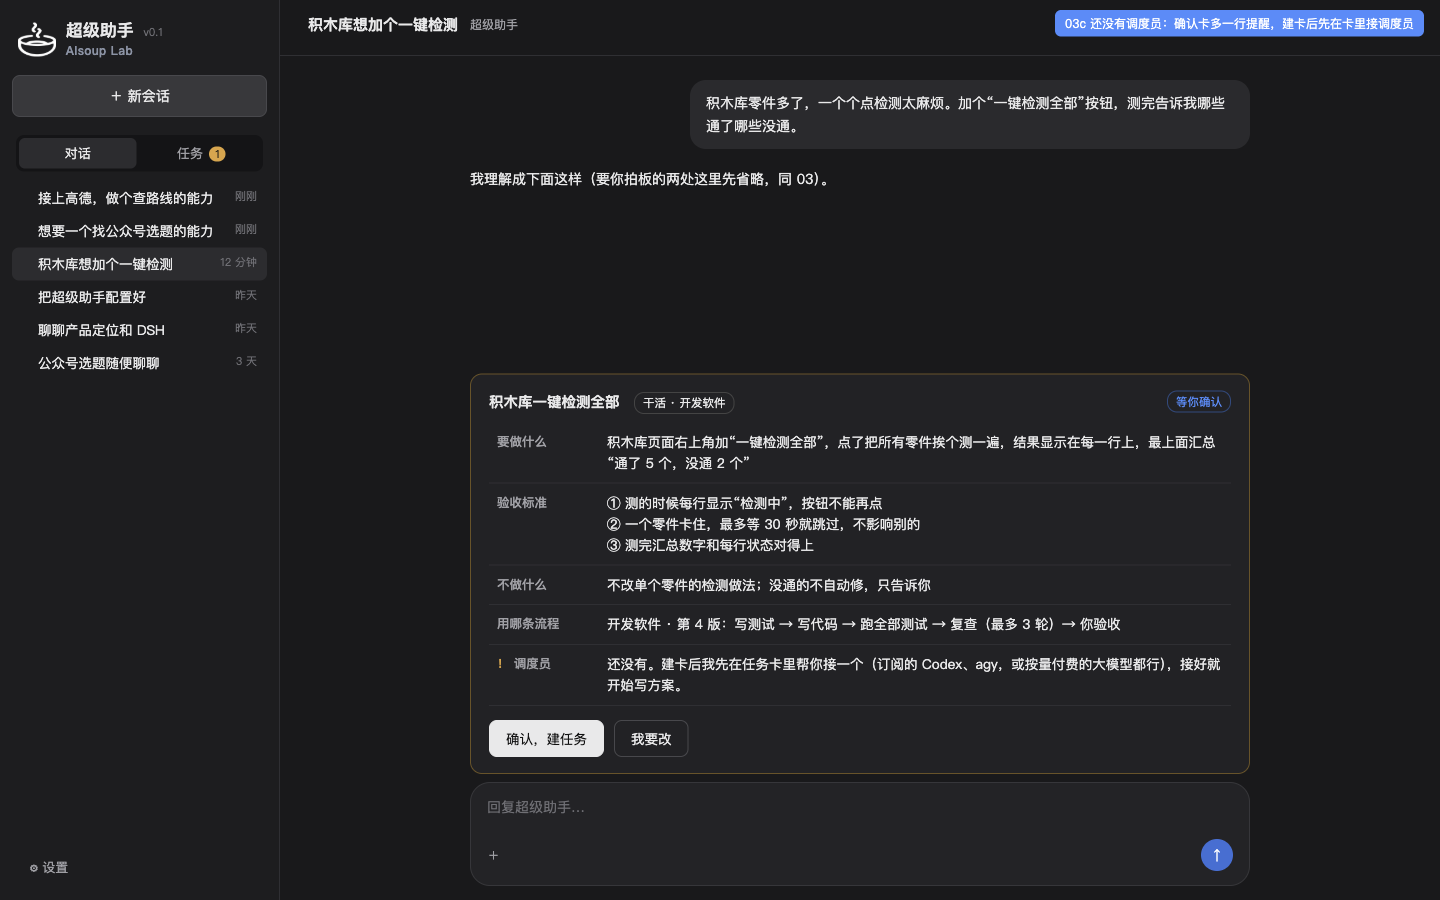 超级助手 v0.1
AIsoup Lab
+ 新会话
对话
任务 1
接上高德，做个查路线的能力 刚刚
想要一个找公众号选题的能力 刚刚
积木库想加个一键检测 12 分钟
把超级助手配置好 昨天
聊聊产品定位和 DSH 昨天
公众号选题随便聊聊 3 天
设置
积木库想加个一键检测 超级助手
03c 还没有调度员：确认卡多一行提醒，建卡后先在卡里接调度员
积木库零件多了，一个个点检测太麻烦。加个“一键检测全部”按钮，测完告诉我哪些
通了哪些没通。
我理解成下面这样（要你拍板的两处这里先省略，同 03）。
积木库一键检测全部 干活 · 开发软件 等你确认
要做什么 积木库页面右上角加“一键检测全部”，点了把所有零件挨个测一遍，结果显示在每一行上，最上面汇总
“通了 5 个，没通 2 个”
验收标准 ① 测的时候每行显示“检测中”，按钮不能再点
② 一个零件卡住，最多等 30 秒就跳过，不影响别的
③ 测完汇总数字和每行状态对得上
不做什么 不改单个零件的检测做法；没通的不自动修，只告诉你
用哪条流程 开发软件 · 第 4 版：写测试 → 写代码 → 跑全部测试 → 复查（最多 3 轮）→ 你验收
! 调度员 还没有。建卡后我先在任务卡里帮你接一个（订阅的 Codex、agy，或按量付费的大模型都行），接好就
开始写方案。
确认，建任务
我要改
回复超级助手…
+
↑